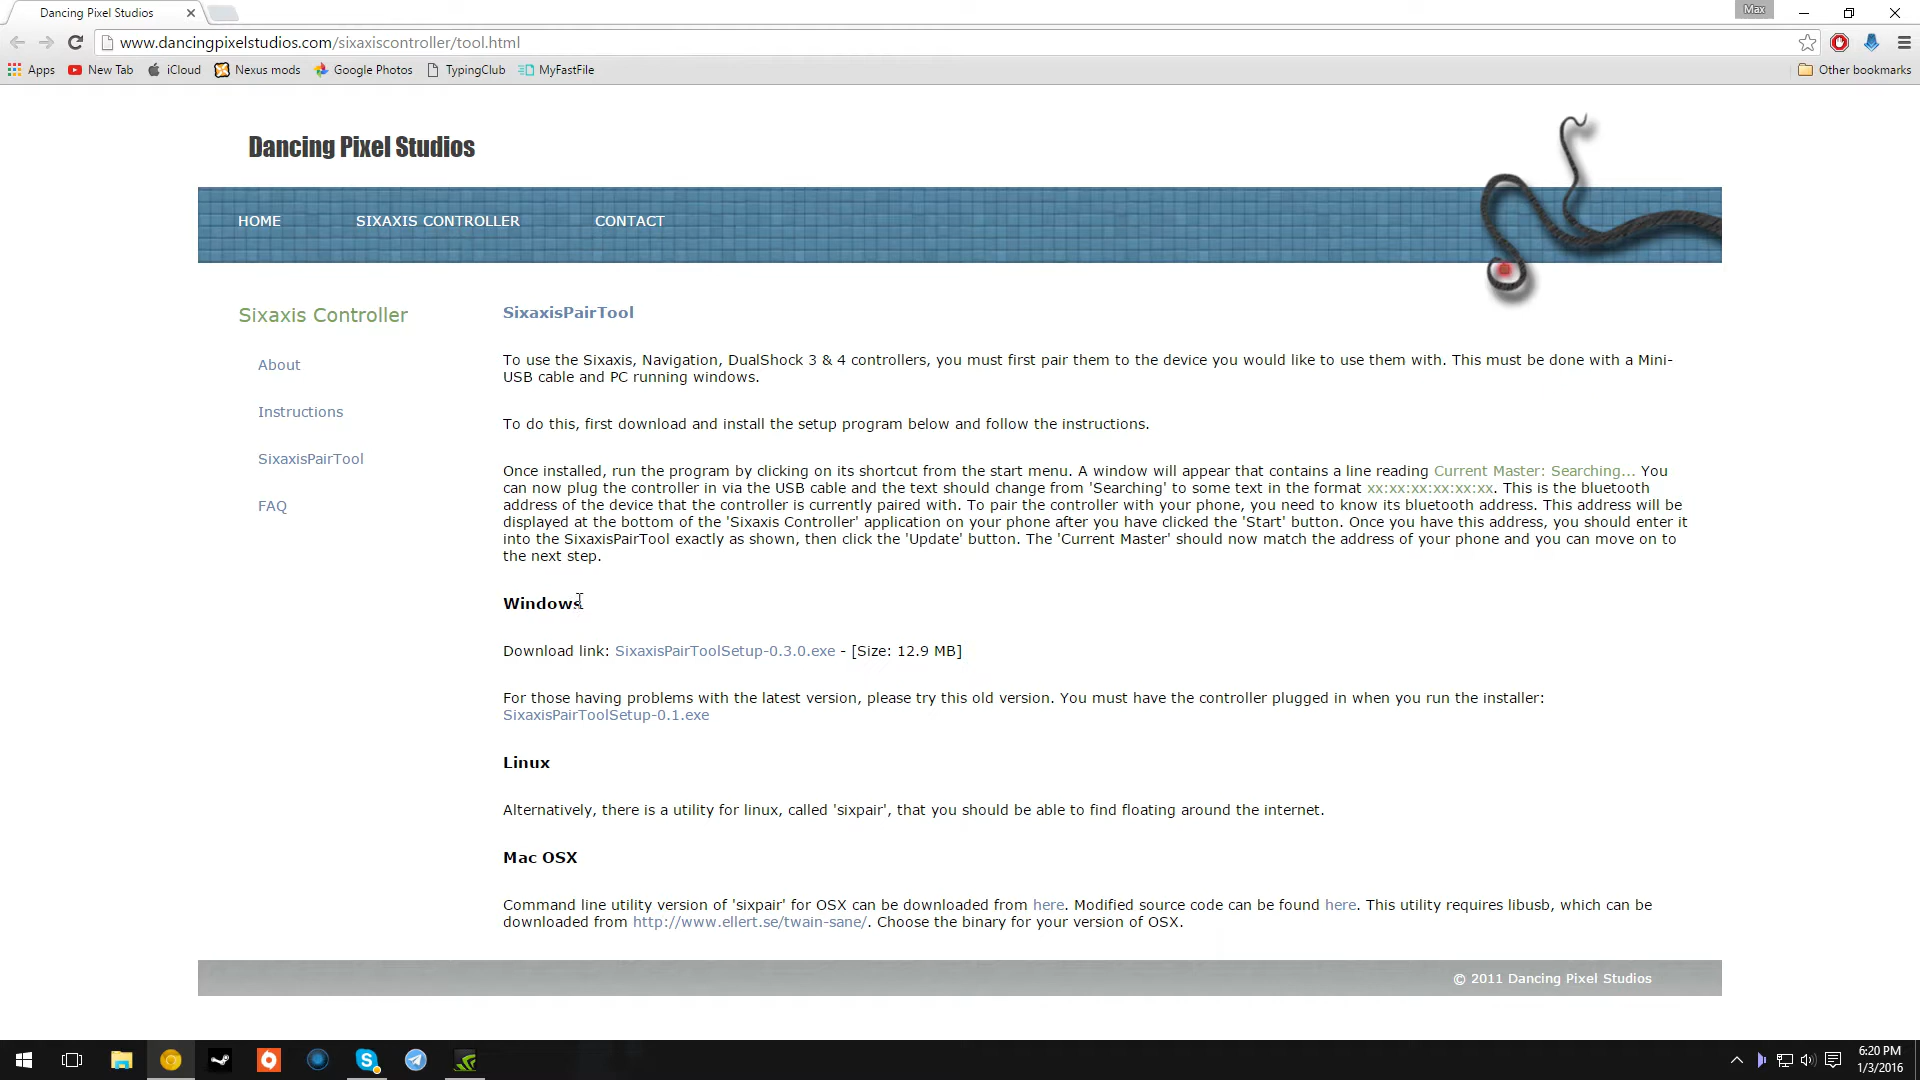 Dancing Pixel Studios
Max
www.dancingpixelstudios.com/sixaxiscontroller/tool.html
Apps
New Tab
iCloud
Nexus mods
Google Photos
TypingClub
MyFastFile
Other bookmarks
Dancing Pixel Studios
HOME
SIXAXIS CONTROLLER
CONTACT
Sixaxis Controller
About
Instructions
SixaxisPairTool
FAQ
SixaxisPairTool
To use the Sixaxis, Navigation, DualShock 3 & 4 controllers, you must first pair them to the device you would like to use them with. This must be done with a Mini-
USB cable and PC running windows.
To do this, first download and install the setup program below and follow the instructions.
Once installed, run the program by clicking on its shortcut from the start menu. A window will appear that contains a line reading Current Master: Searching... You
can now plug the controller in via the USB cable and the text should change from 'Searching' to some text in the format xx:xx:xx:xx:xx:xx. This is the bluetooth
address of the device that the controller is currently paired with. To pair the controller with your phone, you need to know its bluetooth address. This address will be
displayed at the bottom of the 'Sixaxis Controller' application on your phone after you have clicked the 'Start' button. Once you have this address, you should enter it
into the SixaxisPairTool exactly as shown, then click the 'Update' button. The 'Current Master' should now match the address of your phone and you can move on to
the next step.
Windows
Download link: SixaxisPairToolSetup-0.3.0.exe - [Size: 12.9 MB]
For those having problems with the latest version, please try this old version. You must have the controller plugged in when you run the installer:
SixaxisPairToolSetup-0.1.exe
Linux
Alternatively, there is a utility for linux, called 'sixpair', that you should be able to find floating around the internet.
Mac OSX
Command line utility version of 'sixpair' for OSX can be downloaded from here. Modified source code can be found here. This utility requires libusb, which can be
downloaded from http://www.ellert.se/twain-sane/. Choose the binary for your version of OSX.
© 2011 Dancing Pixel Studios
6:20 PM
1/3/2016